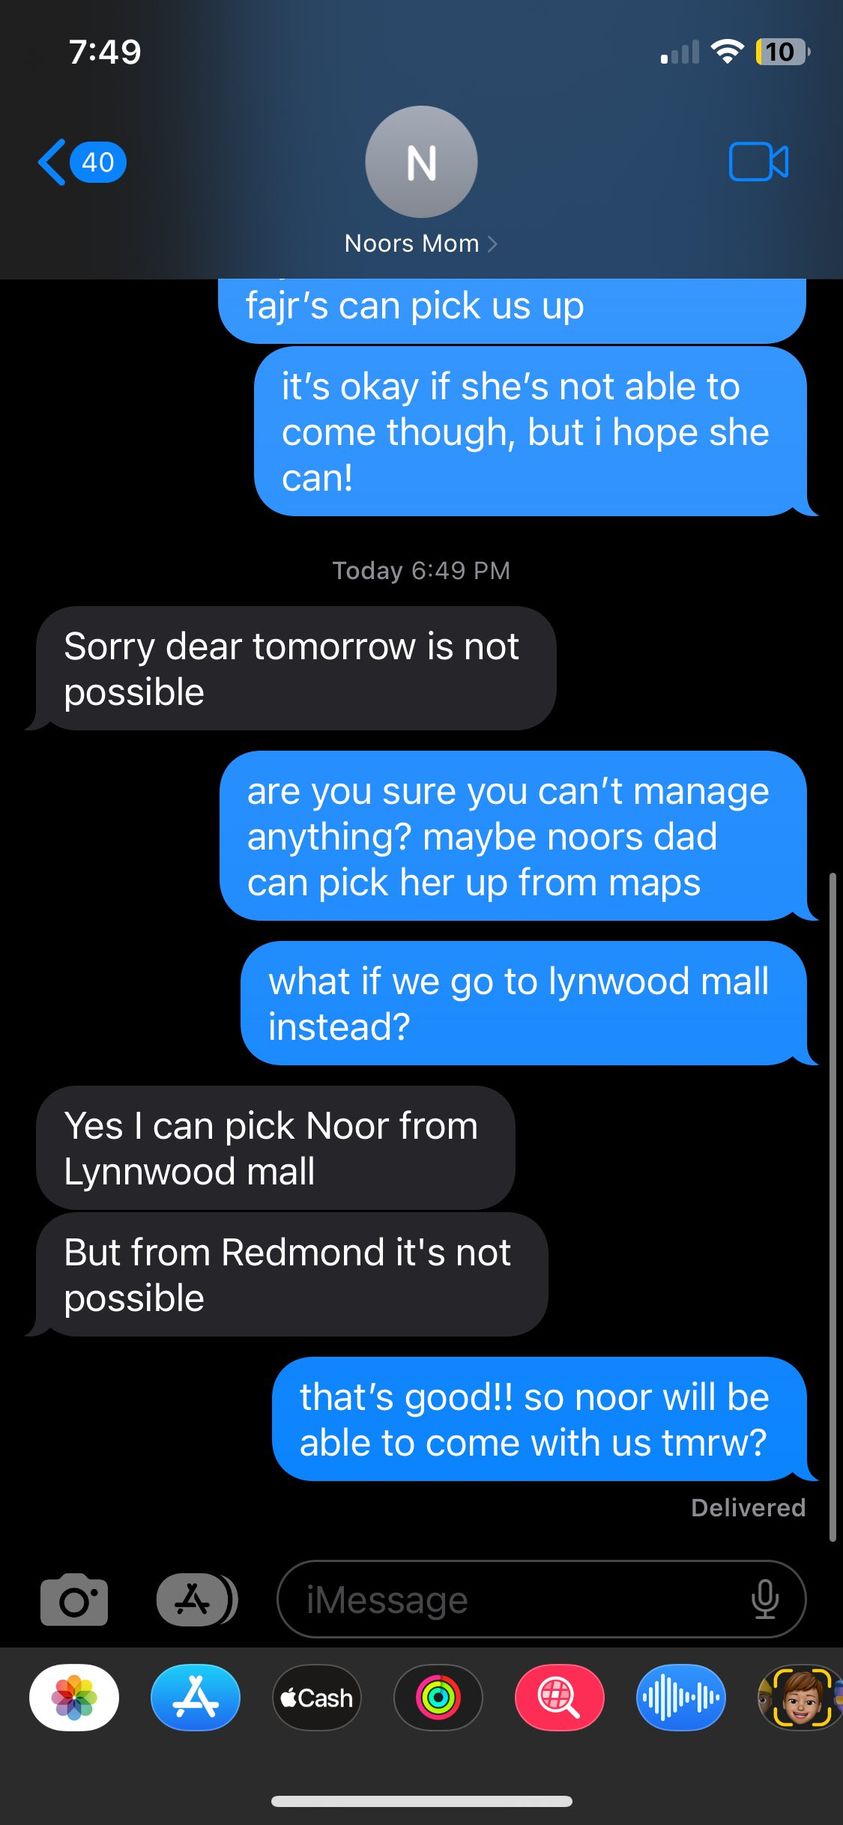 7:49
10
40
N
Noors Mom
fajr’s can pick us up
it’s okay if she’s not able to
come though, but i hope she
can!
Today 6:49 PM
Sorry dear tomorrow is not
possible
are you sure you can’t manage
anything? maybe noors dad
can pick her up from maps
what if we go to lynwood mall
instead?
Yes I can pick Noor from
Lynnwood mall
But from Redmond it's not
possible
that’s good!! so noor will be
able to come with us tmrw?
Delivered
iMessage
Cash